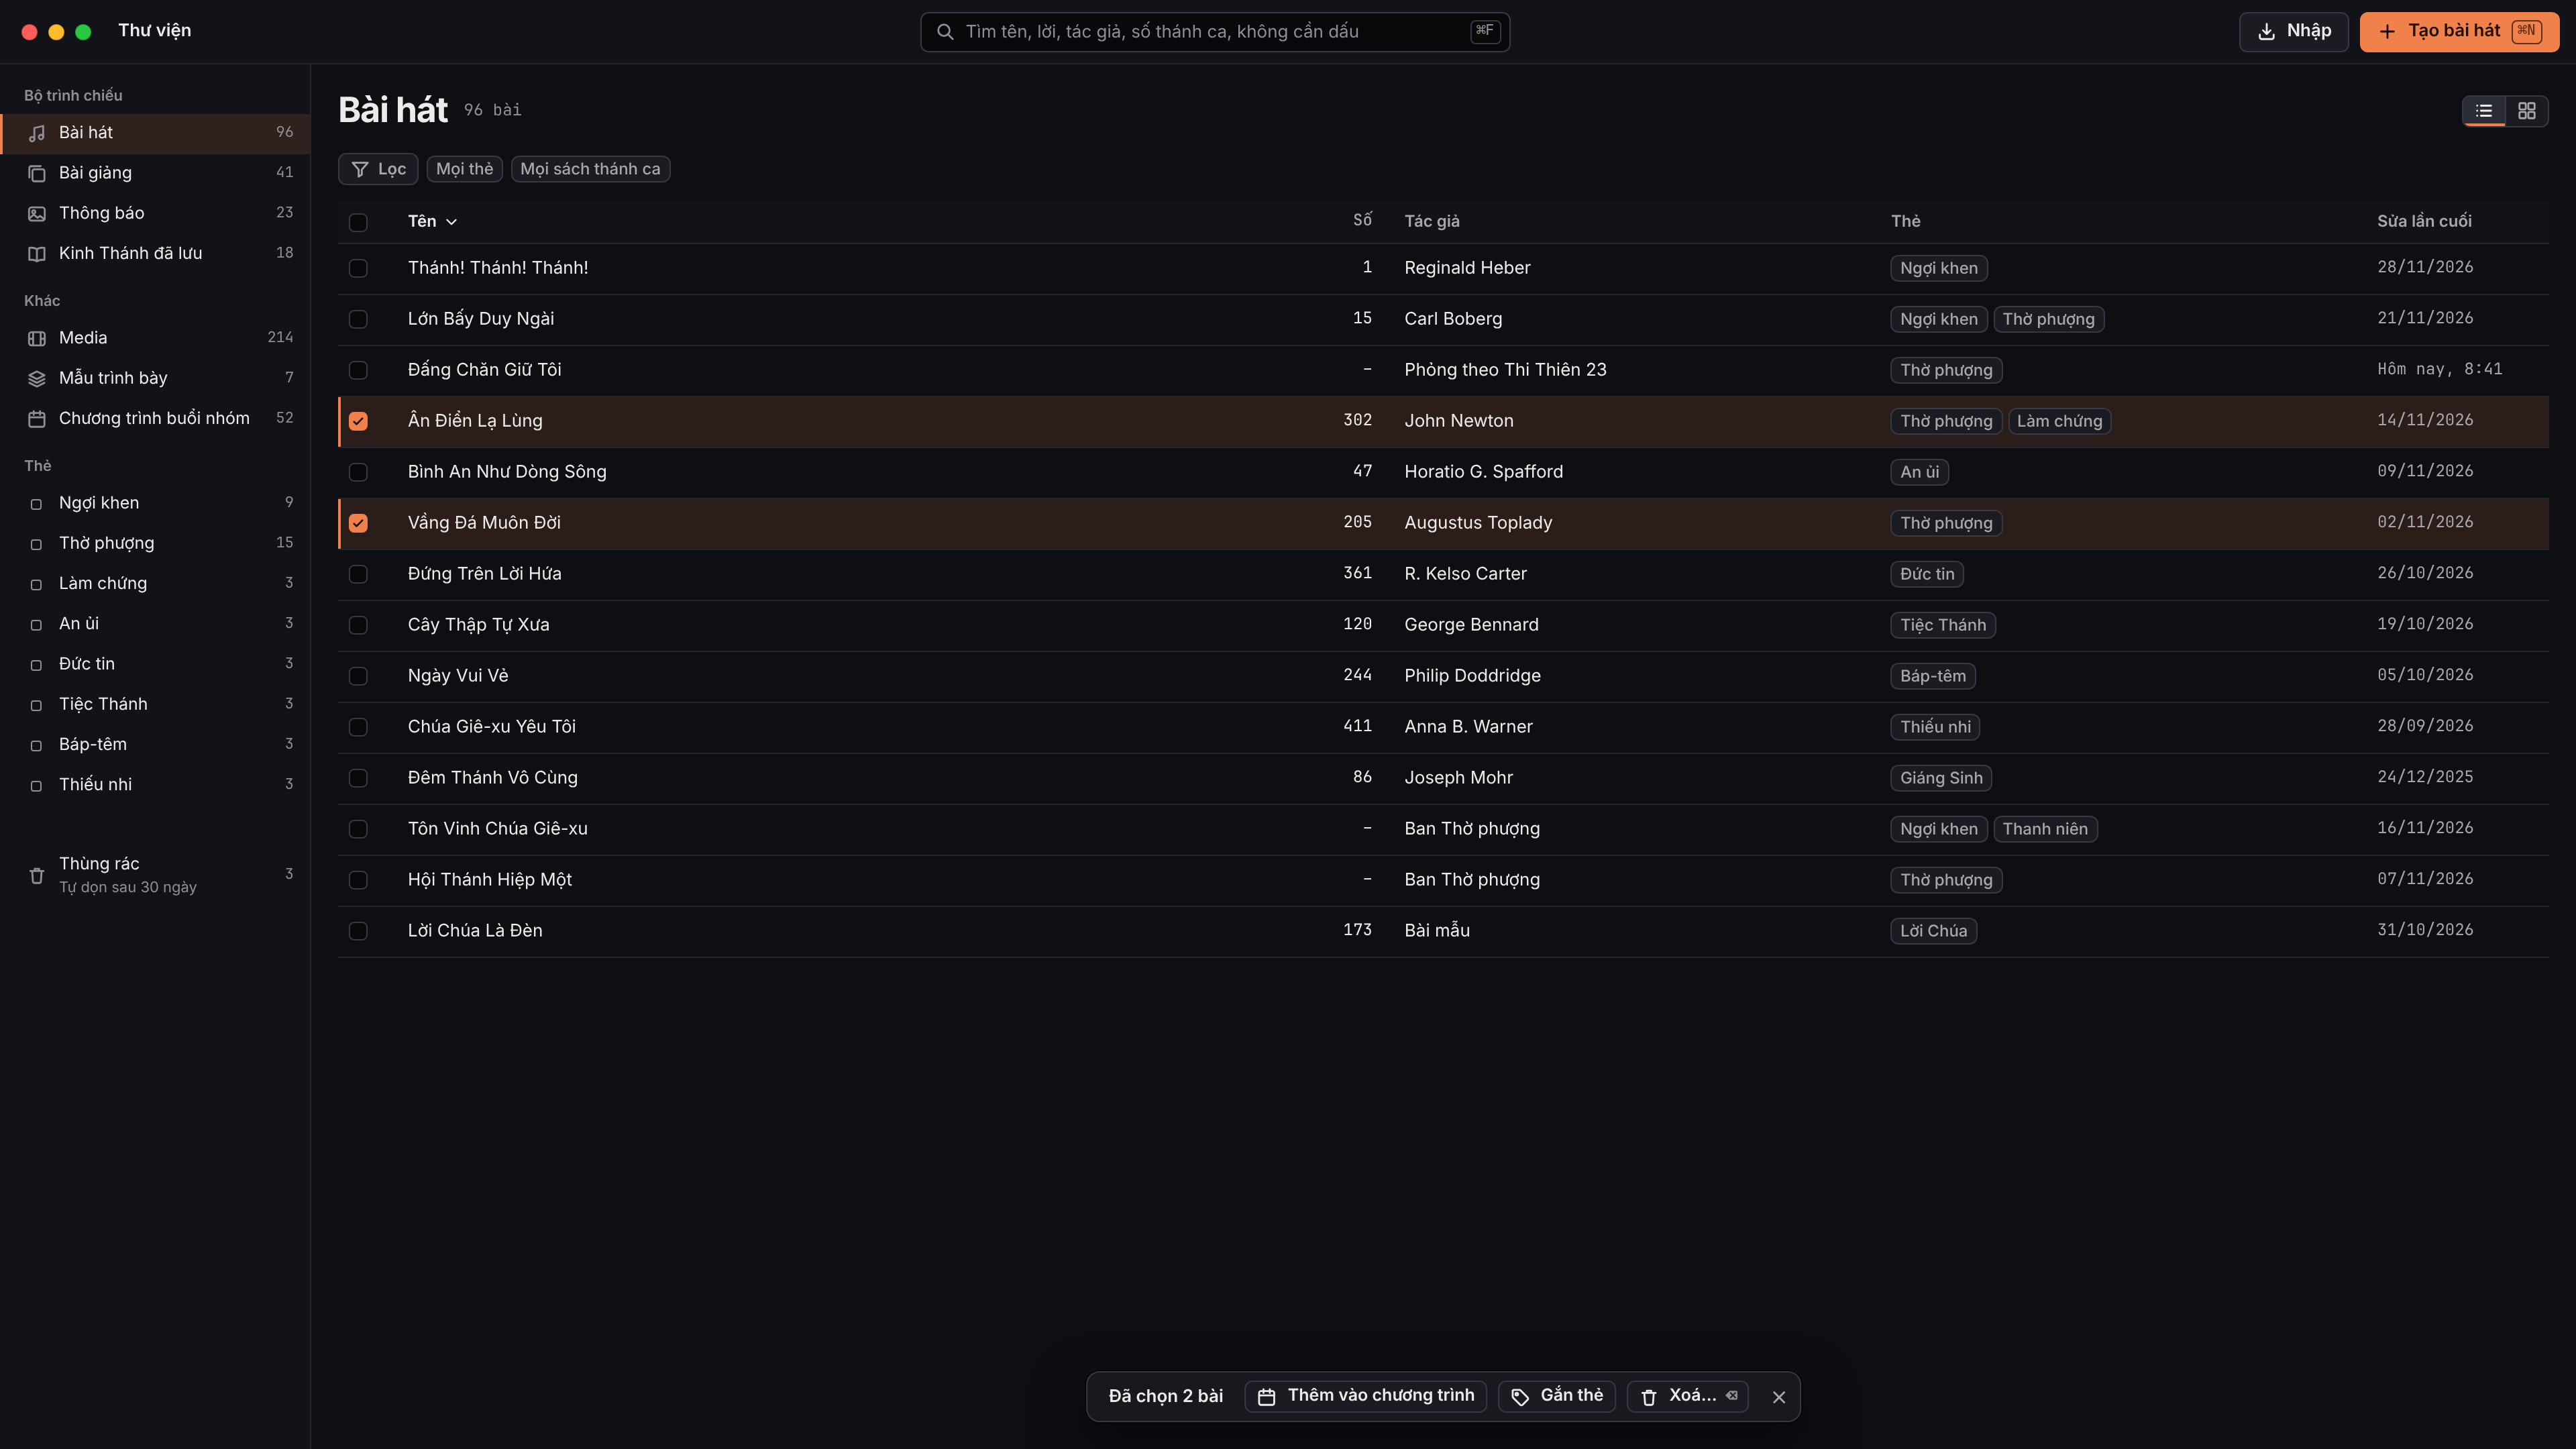 Thư viện
Tìm tên, lời, tác giả, số thánh ca, không cần dấu ⌘F
Nhập
Tạo bài hát ⌘N
Bộ trình chiếu
Bài hát 96
Bài giảng 41
Thông báo 23
Kinh Thánh đã lưu 18
Khác
Media 214
Mẫu trình bày 7
Chương trình buổi nhóm 52
Thẻ
Ngợi khen 9
Thờ phượng 15
Làm chứng 3
An ủi 3
Đức tin 3
Tiệc Thánh 3
Báp-têm 3
Thiếu nhi 3
Thùng rác 3
Tự dọn sau 30 ngày
Bài hát 96 bài
Lọc Mọi thẻ Mọi sách thánh ca
Tên Số Tác giả Thẻ Sửa lần cuối
Thánh! Thánh! Thánh! 1 Reginald Heber Ngợi khen 28/11/2026
Lớn Bấy Duy Ngài 15 Carl Boberg Ngợi khen Thờ phượng 21/11/2026
Đấng Chăn Giữ Tôi – Phỏng theo Thi Thiên 23 Thờ phượng Hôm nay, 8:41
Ân Điển Lạ Lùng 302 John Newton Thờ phượng Làm chứng 14/11/2026
Bình An Như Dòng Sông 47 Horatio G. Spafford An ủi 09/11/2026
Vầng Đá Muôn Đời 205 Augustus Toplady Thờ phượng 02/11/2026
Đứng Trên Lời Hứa 361 R. Kelso Carter Đức tin 26/10/2026
Cây Thập Tự Xưa 120 George Bennard Tiệc Thánh 19/10/2026
Ngày Vui Vẻ 244 Philip Doddridge Báp-têm 05/10/2026
Chúa Giê-xu Yêu Tôi 411 Anna B. Warner Thiếu nhi 28/09/2026
Đêm Thánh Vô Cùng 86 Joseph Mohr Giáng Sinh 24/12/2025
Tôn Vinh Chúa Giê-xu – Ban Thờ phượng Ngợi khen Thanh niên 16/11/2026
Hội Thánh Hiệp Một – Ban Thờ phượng Thờ phượng 07/11/2026
Lời Chúa Là Đèn 173 Bài mẫu Lời Chúa 31/10/2026
Đã chọn 2 bài Thêm vào chương trình Gắn thẻ Xoá... ⌫